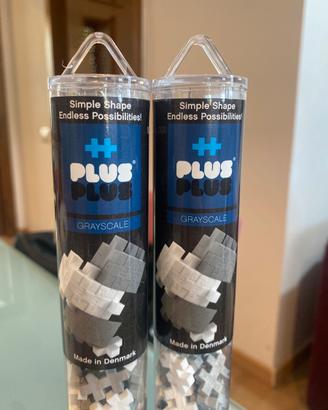 Simple Shape
Endless Possibilities!
PLUS
PLUS
GRAYSCALE
Made in Denmark
Simple Shape
Endless Possibilities!
PLUS
PLUS
GRAYSCALE
Made in Denmark